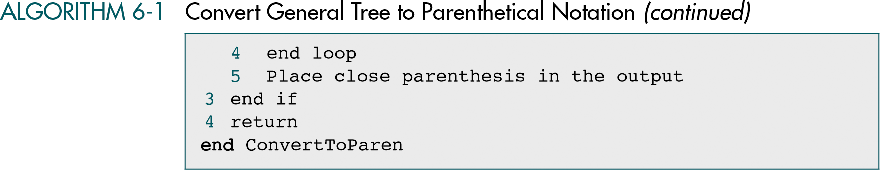 ALGORITHM 6-1 Convert General Tree to Parenthetical Notation (continued)
4 end loop
5 Place close parenthesis in the output
3 end if
4 return
end ConvertToParen